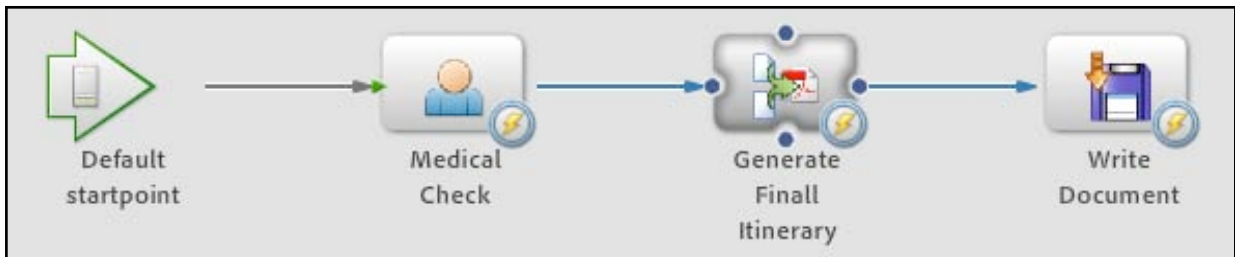 Default
startpoint
Medical
Check
Generate
Finall
Itinerary
Write
Document